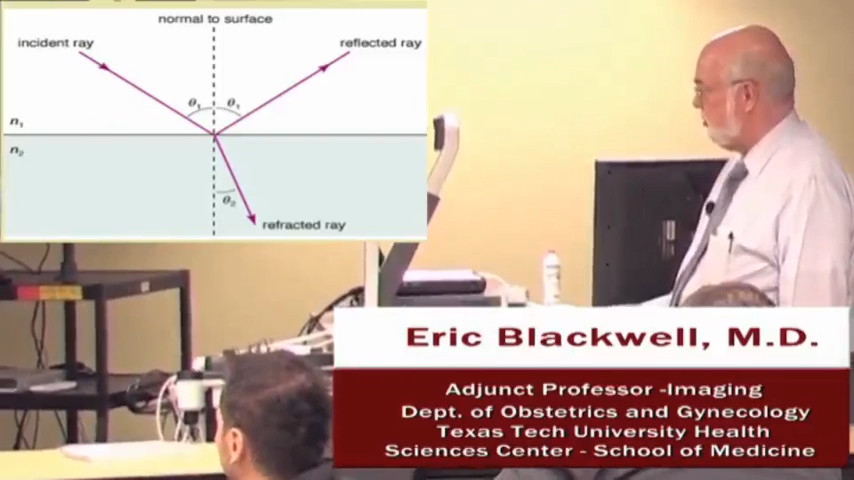 normal to surface
incident ray
reflected ray
θ₁
θ₁
n₁
n₂
θ₂
refracted ray
Eric Blackwell, M.D.
Adjunct Professor -Imaging
Dept. of Obstetrics and Gynecology
Texas Tech University Health
Sciences Center - School of Medicine